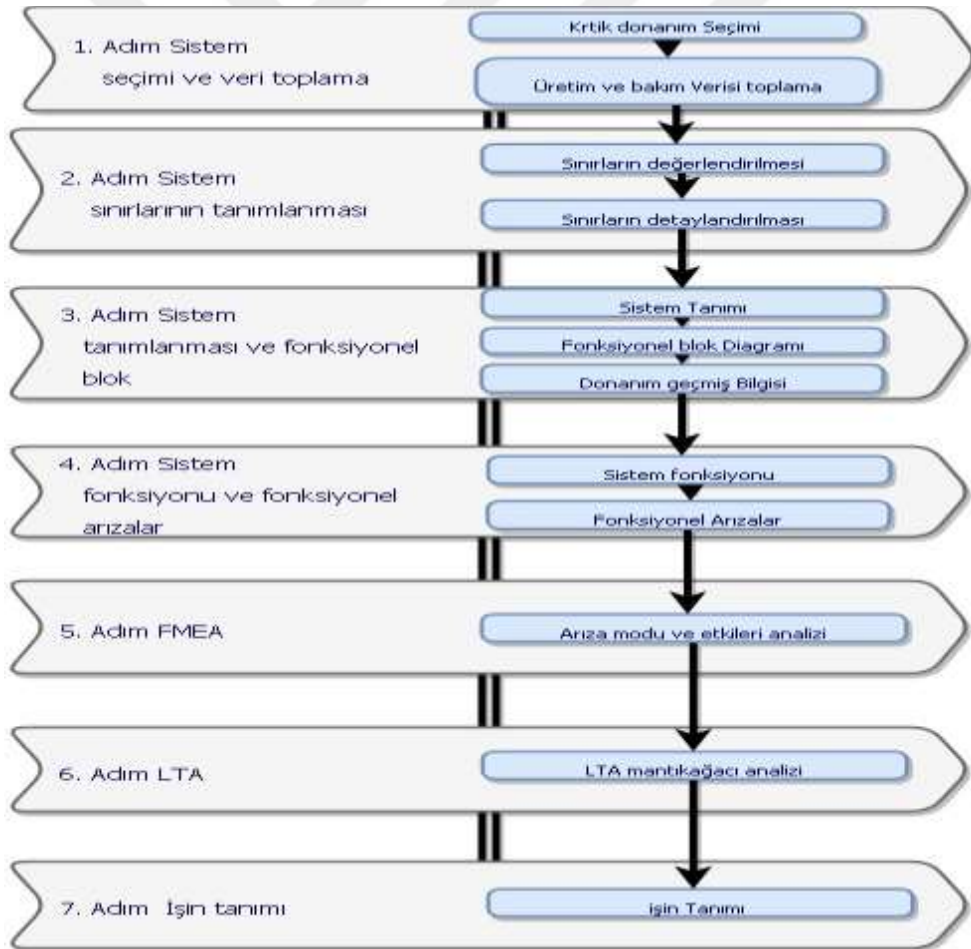 1. Adım Sistem
seçimi ve veri toplama
Krtik donanım Seçimi
Üretim ve bakım Verisi toplama
2. Adım Sistem
sınırlarının tanımlanması
Sınırların değerlendirilmesi
Sınırların detaylandırılması
3. Adım Sistem
tanımlanması ve fonksiyonel
blok
Sistem Tanımı
Fonksiyonel blok Diagramı
Donanım geçmiş Bilgisi
4. Adım Sistem
fonksiyonu ve fonksiyonel
arızalar
Sistem fonksiyonu
Fonksiyonel Arızalar
5. Adım FMEA
Arıza modu ve etkileri analizi
6. Adım LTA
LTA mantıkağacı analizi
7. Adım İşin tanımı
işin Tanımı